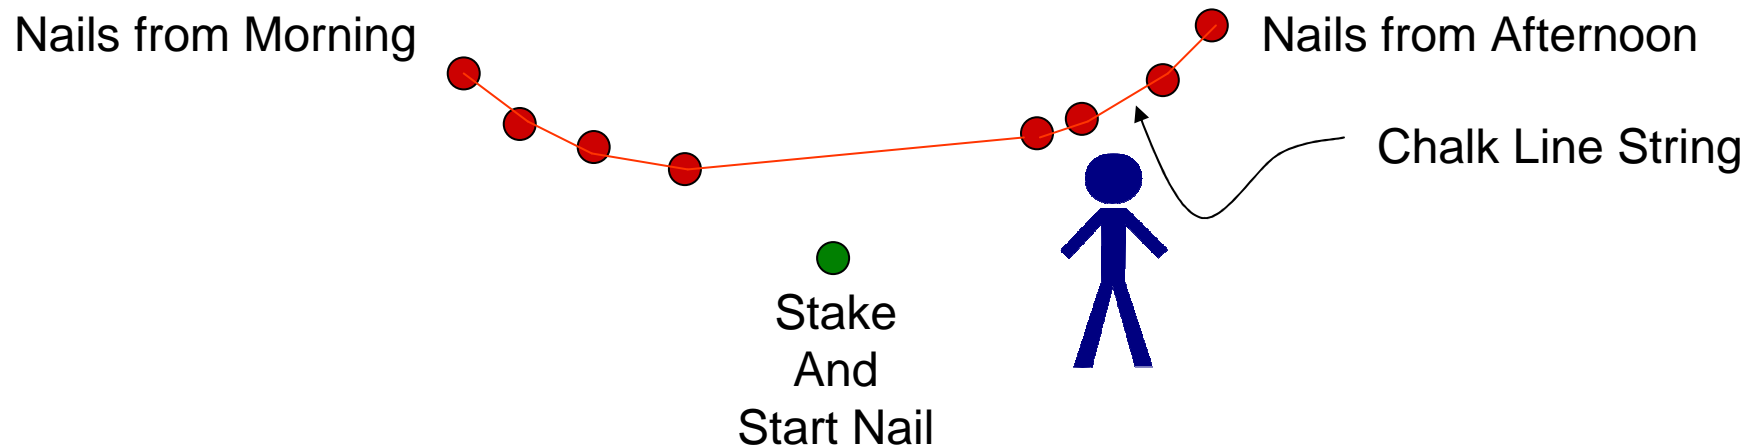 Nails from Morning
Nails from Afternoon
Chalk Line String
Stake
And
Start Nail